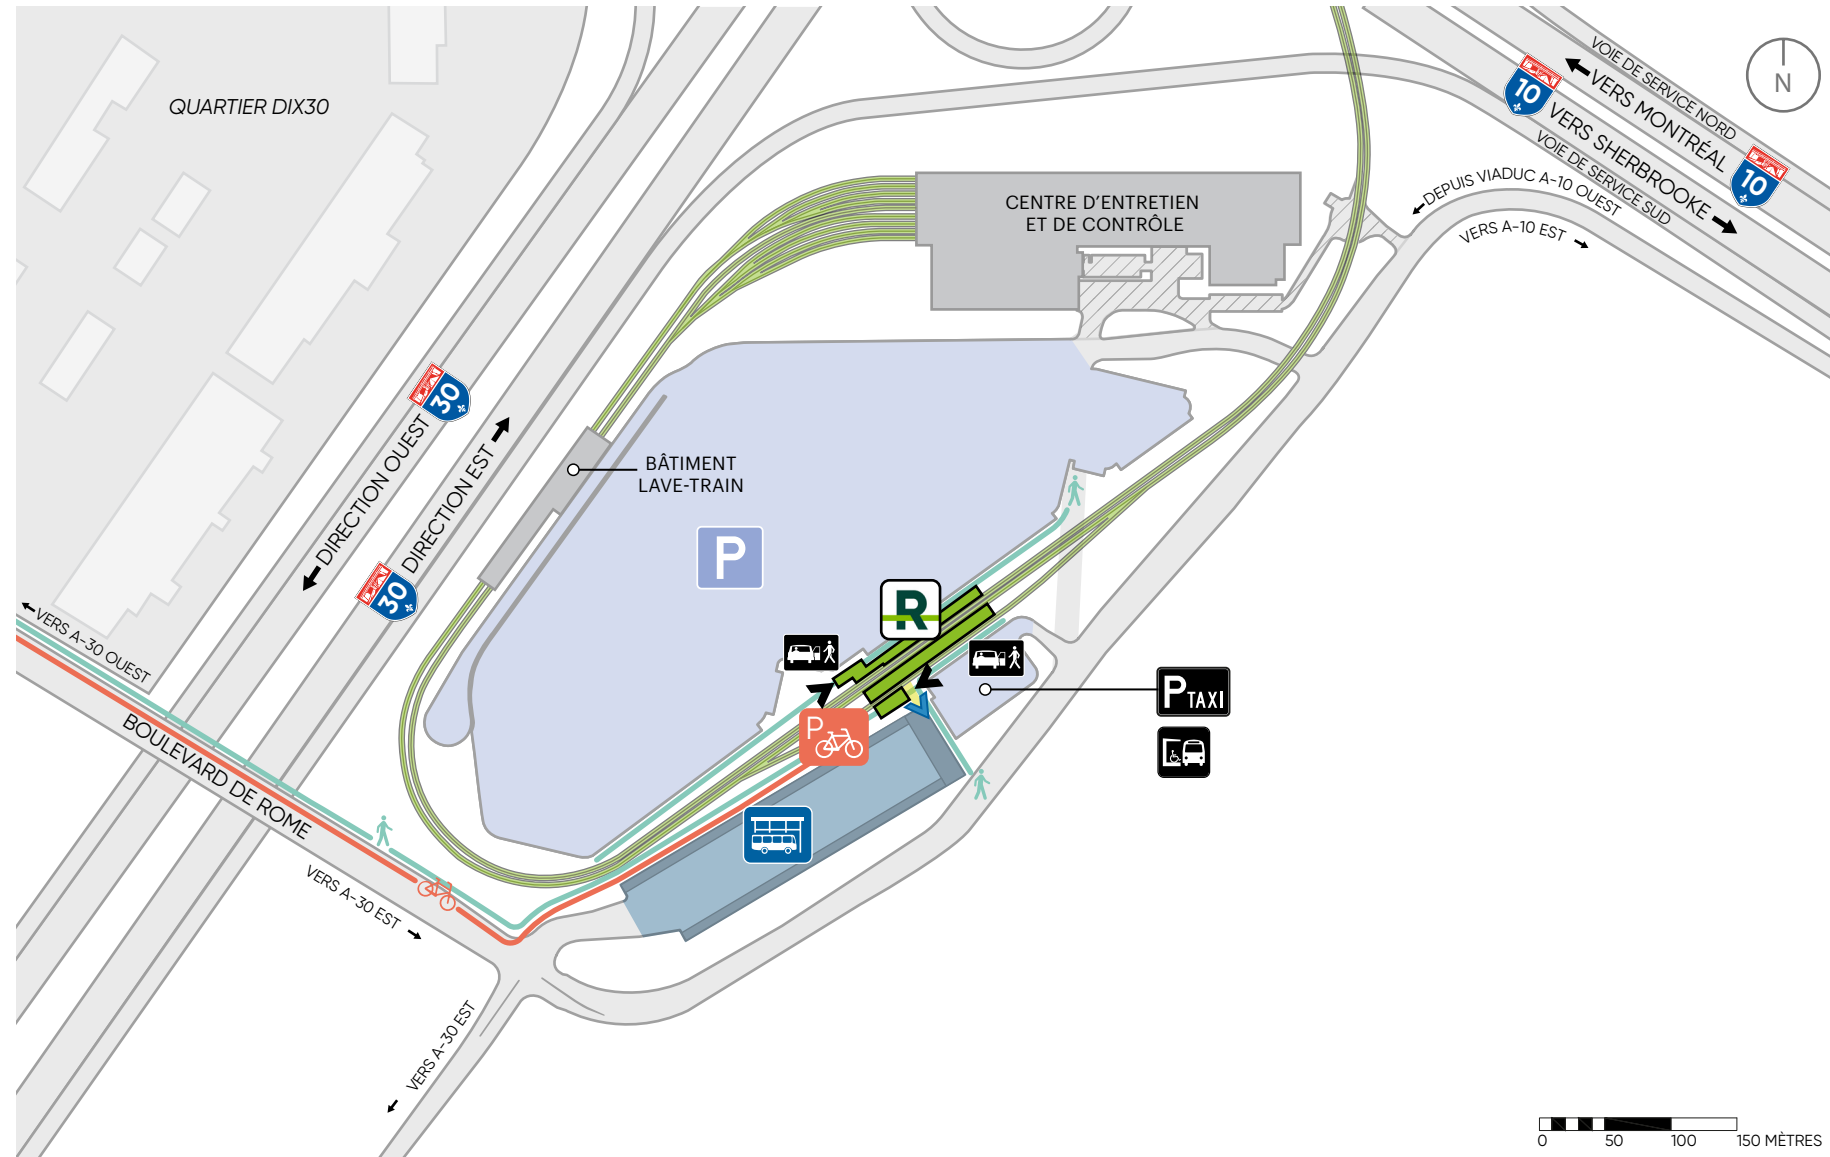 QUARTIER DIX30
VOIE DE SERVICE NORD
VERS MONTRÉAL
10
10
VERS SHERBROOKE
VOIE DE SERVICE SUD
N
DEPUIS VIADUC A-10 OUEST
VERS A-10 EST
CENTRE D'ENTRETIEN
ET DE CONTRÔLE
30
DIRECTION OUEST
DIRECTION EST
30
BÂTIMENT
LAVE-TRAIN
P
R
VERS A-30 OUEST
BOULEVARD DE ROME
P
P TAXI
VERS A-30 EST
VERS A-30 EST
0 50 100 150 MÈTRES